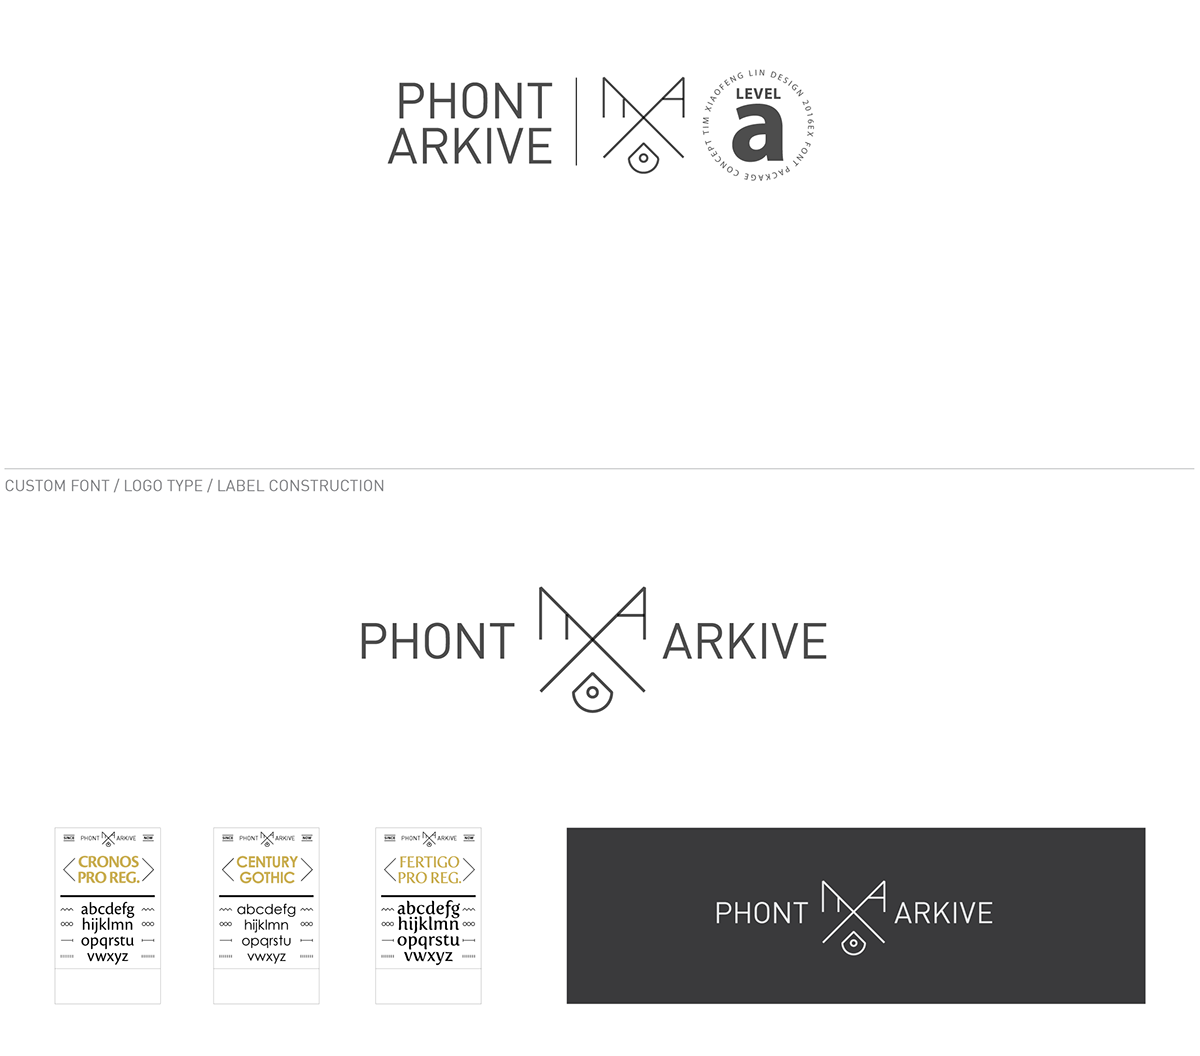 PHONT
ARKIVE
LEVEL
a
TIM XIAOFENG LIN DESIGN 2016EX FONT PACKAGE CONCEPT
CUSTOM FONT / LOGO TYPE / LABEL CONSTRUCTION
PHONT ARKIVE
SINCE PHONT ARKIVE NOW
CRONOS
PRO REG.
abcdefg
hijklmn
opqrstu
vwxyz
SINCE PHONT ARKIVE NOW
CENTURY
GOTHIC
abcdefg
hijklmn
opqrstu
vwxyz
SINCE PHONT ARKIVE NOW
FERTIGO
PRO REG.
abcdefg
hijklmn
opqrstu
vwxyz
PHONT ARKIVE